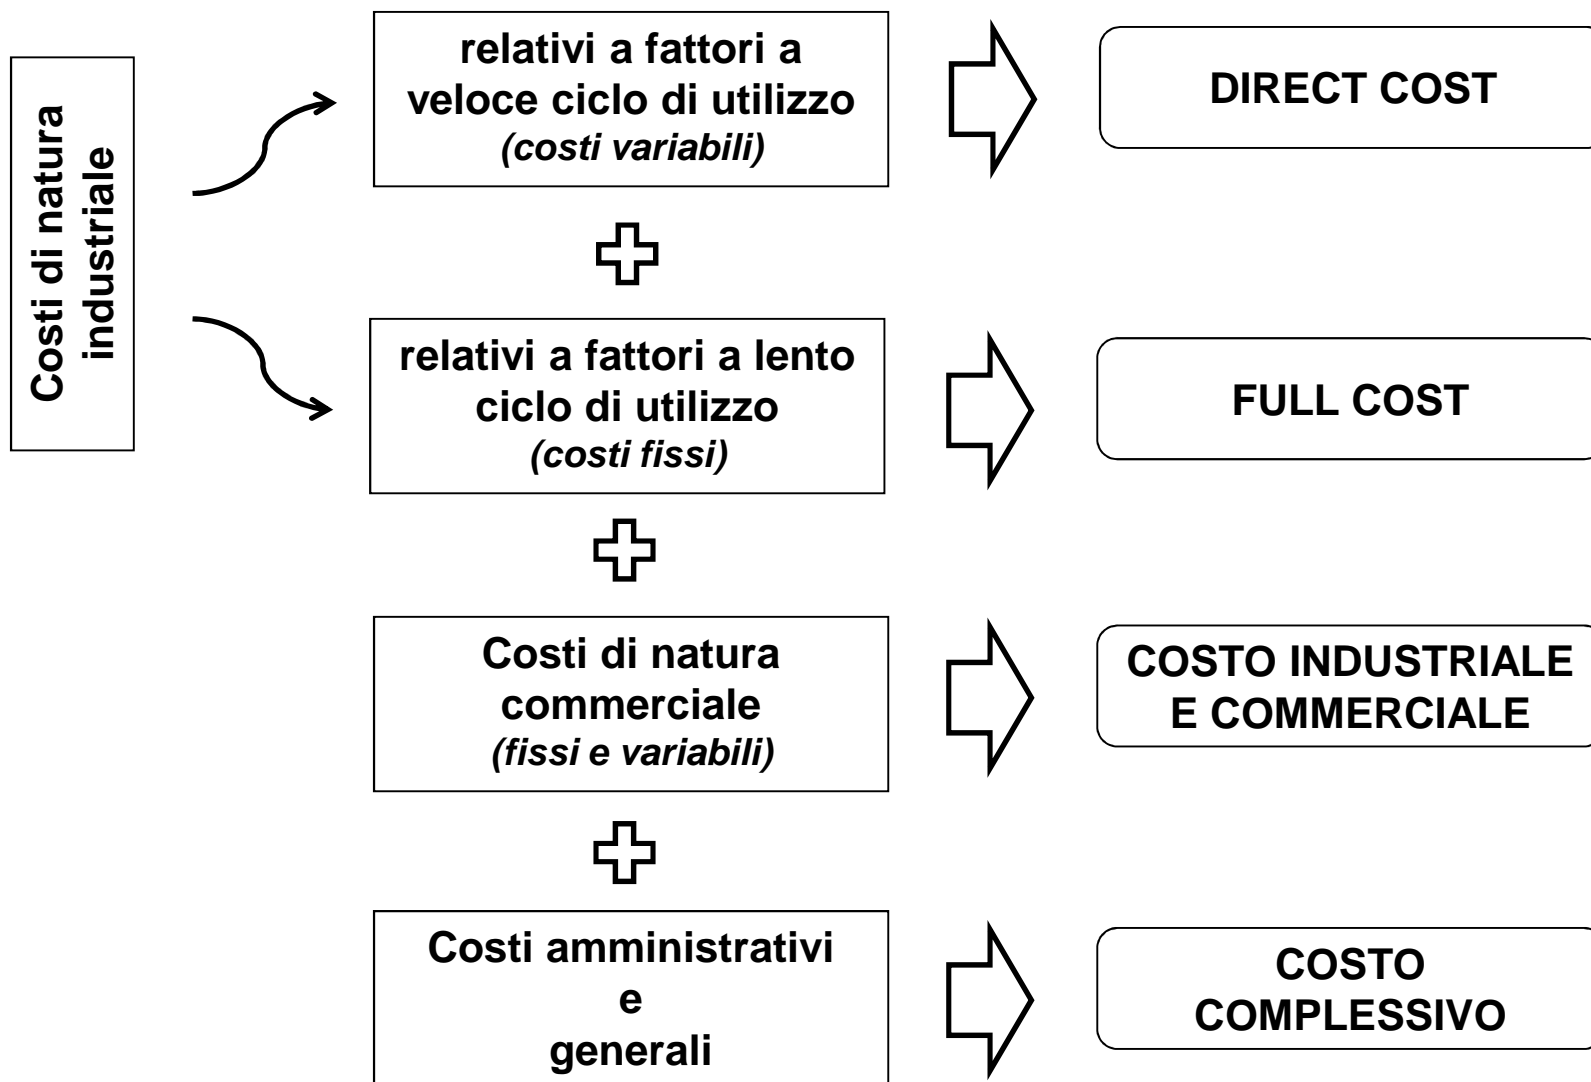 Costi di natura
industriale
relativi a fattori a
veloce ciclo di utilizzo
(costi variabili)
DIRECT COST
relativi a fattori a lento
ciclo di utilizzo
(costi fissi)
FULL COST
Costi di natura
commerciale
(fissi e variabili)
COSTO INDUSTRIALE
E COMMERCIALE
Costi amministrativi
e
generali
COSTO
COMPLESSIVO